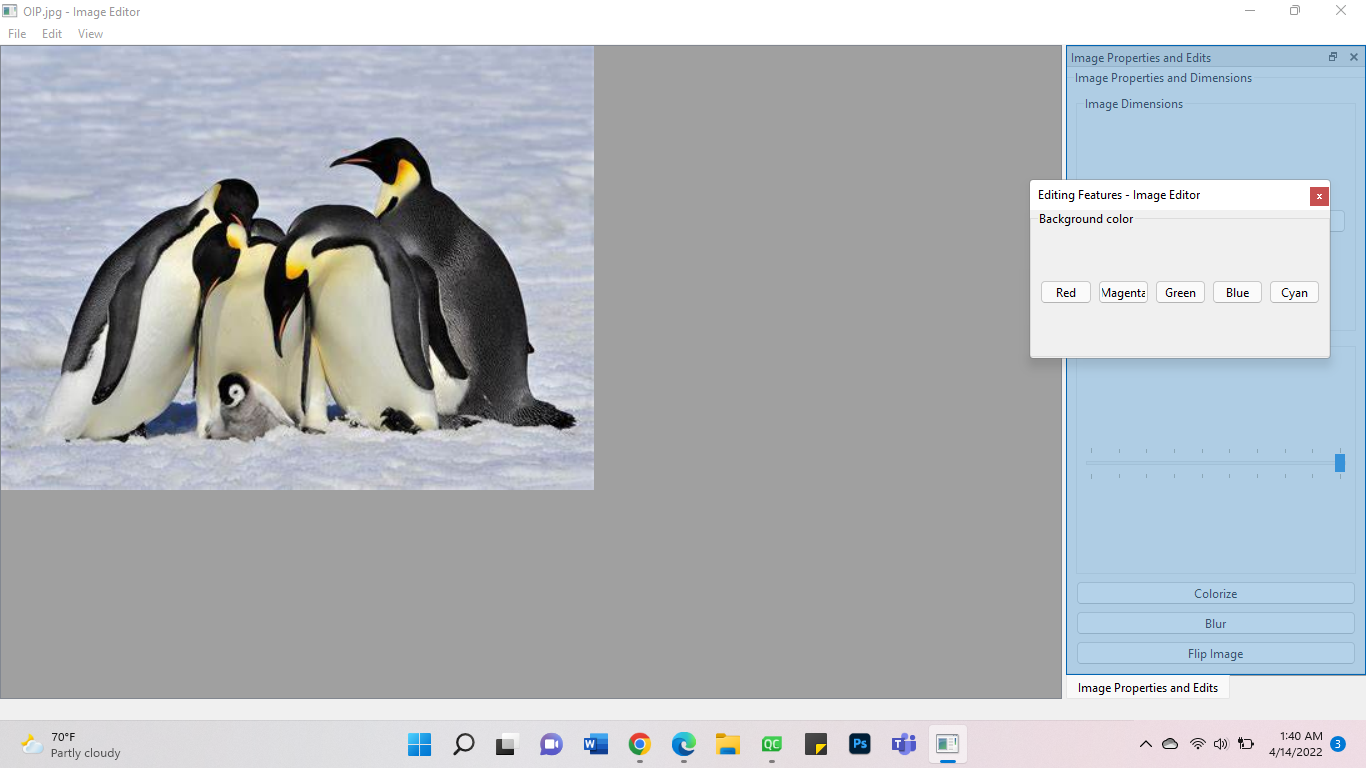 OIP.jpg - Image Editor
File Edit View
Image Properties and Edits
Image Properties and Dimensions
Image Dimensions
Editing Features - Image Editor
x
Background color
Red Magenta Green Blue Cyan
Colorize
Blur
Flip Image
Image Properties and Edits
70°F
Partly cloudy
W
QC
Ps
1:40 AM
4/14/2022
3